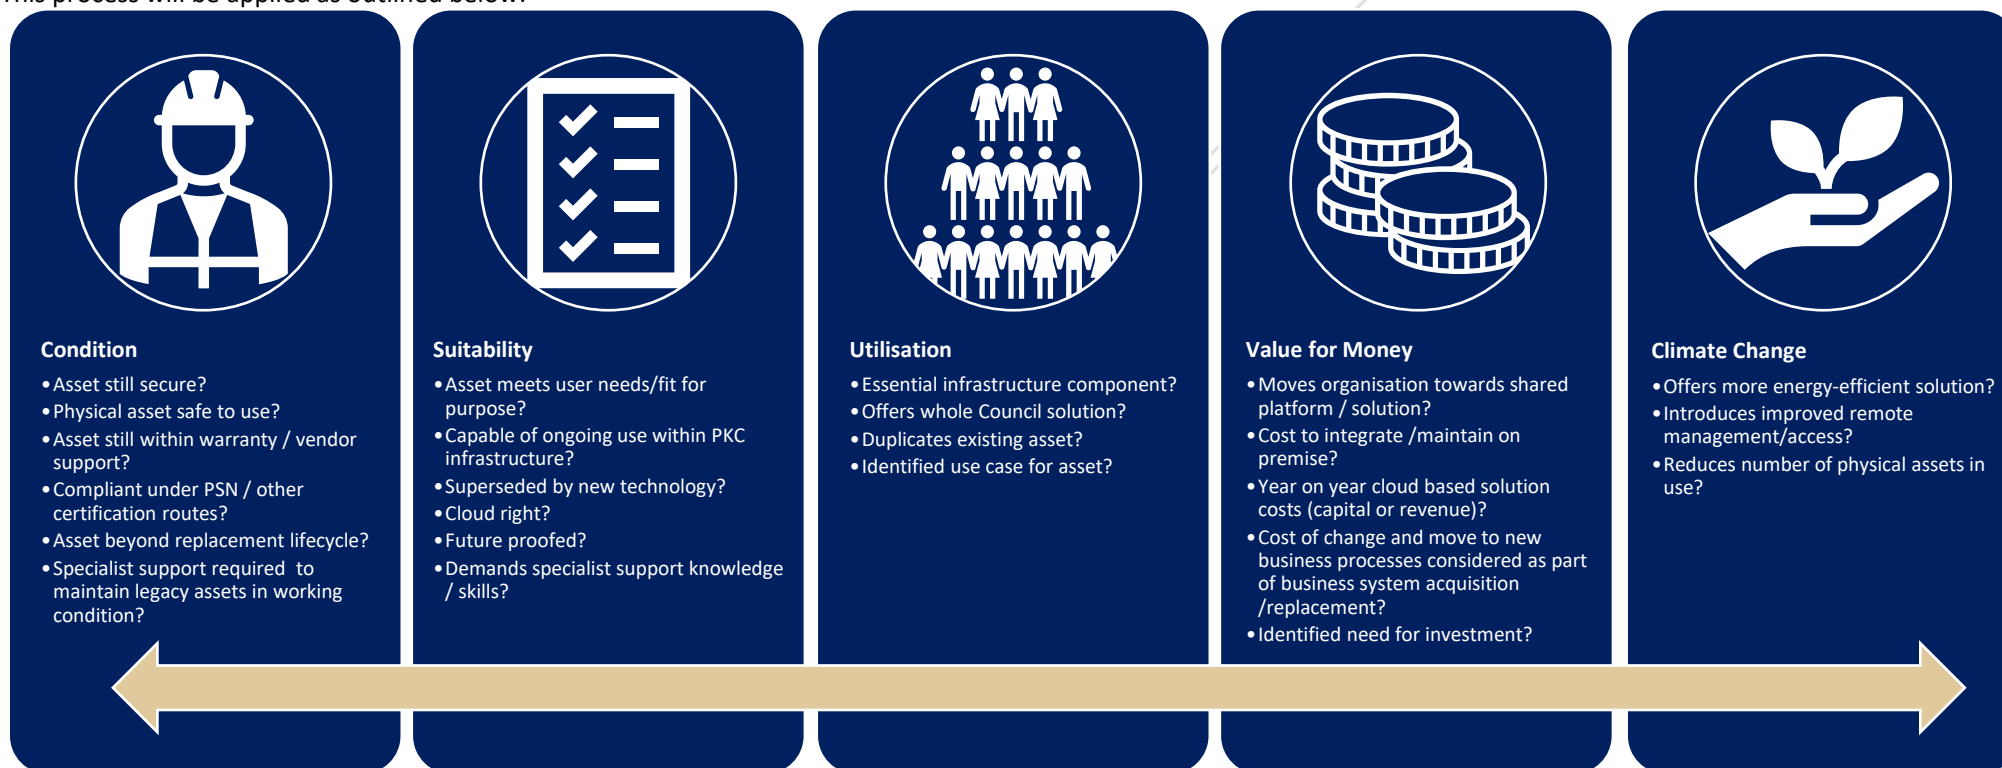 This process will be applied as outlined below:
Condition
•Asset still secure?
•Physical asset safe to use?
•Asset still within warranty / vendor
support?
•Compliant under PSN / other
certification routes?
•Asset beyond replacement lifecycle?
•Specialist support required  to
maintain legacy assets in working
condition?
Suitability
•Asset meets user needs/fit for
purpose?
•Capable of ongoing use within PKC
infrastructure?
•Superseded by new technology?
•Cloud right?
•Future proofed?
•Demands specialist support knowledge
/ skills?
Utilisation
•Essential infrastructure component?
•Offers whole Council solution?
•Duplicates existing asset?
•Identified use case for asset?
Value for Money
•Moves organisation towards shared
platform / solution?
•Cost to integrate /maintain on
premise?
•Year on year cloud based solution
costs (capital or revenue)?
•Cost of change and move to new
business processes considered as part
of business system acquisition
/replacement?
•Identified need for investment?
Climate Change
•Offers more energy-efficient solution?
•Introduces improved remote
management/access?
•Reduces number of physical assets in
use?